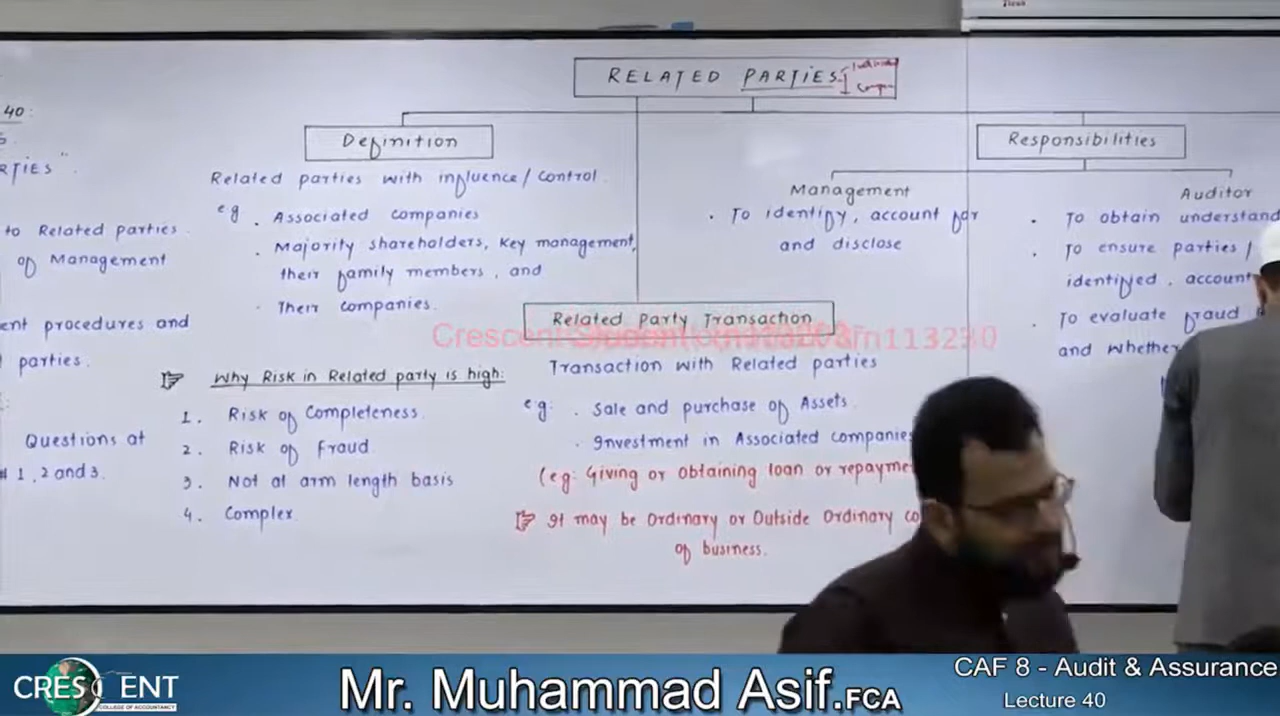 RELATED PARTIES
40:
RTIES"
to Related parties
of Management
ent procedures and
parties.
Questions at
# 1, 2 and 3.
Definition
Related parties with influence/control.
eg . Associated companies
. Majority shareholders, Key management,
their family members, and
. Their companies.
Why Risk in Related party is high:
1. Risk of Completeness.
2. Risk of Fraud.
3. Not at arm length basis
4. Complex.
Related Party Transaction
Transaction with Related parties
eg: . Sale and purchase of Assets.
. Investment in Associated companies
(eg: Giving or obtaining loan or repayme
It may be Ordinary or Outside Ordinary co
of business.
Responsibilities
Management
. To identify, account for
and disclose
Auditor
. To obtain understand
. To ensure parties/
identified, account
. To evaluate fraud
and whether
CRESCENT
COLLEGE OF ACCOUNTANCY
Mr. Muhammad Asif.FCA
CAF 8 - Audit & Assurance
Lecture 40